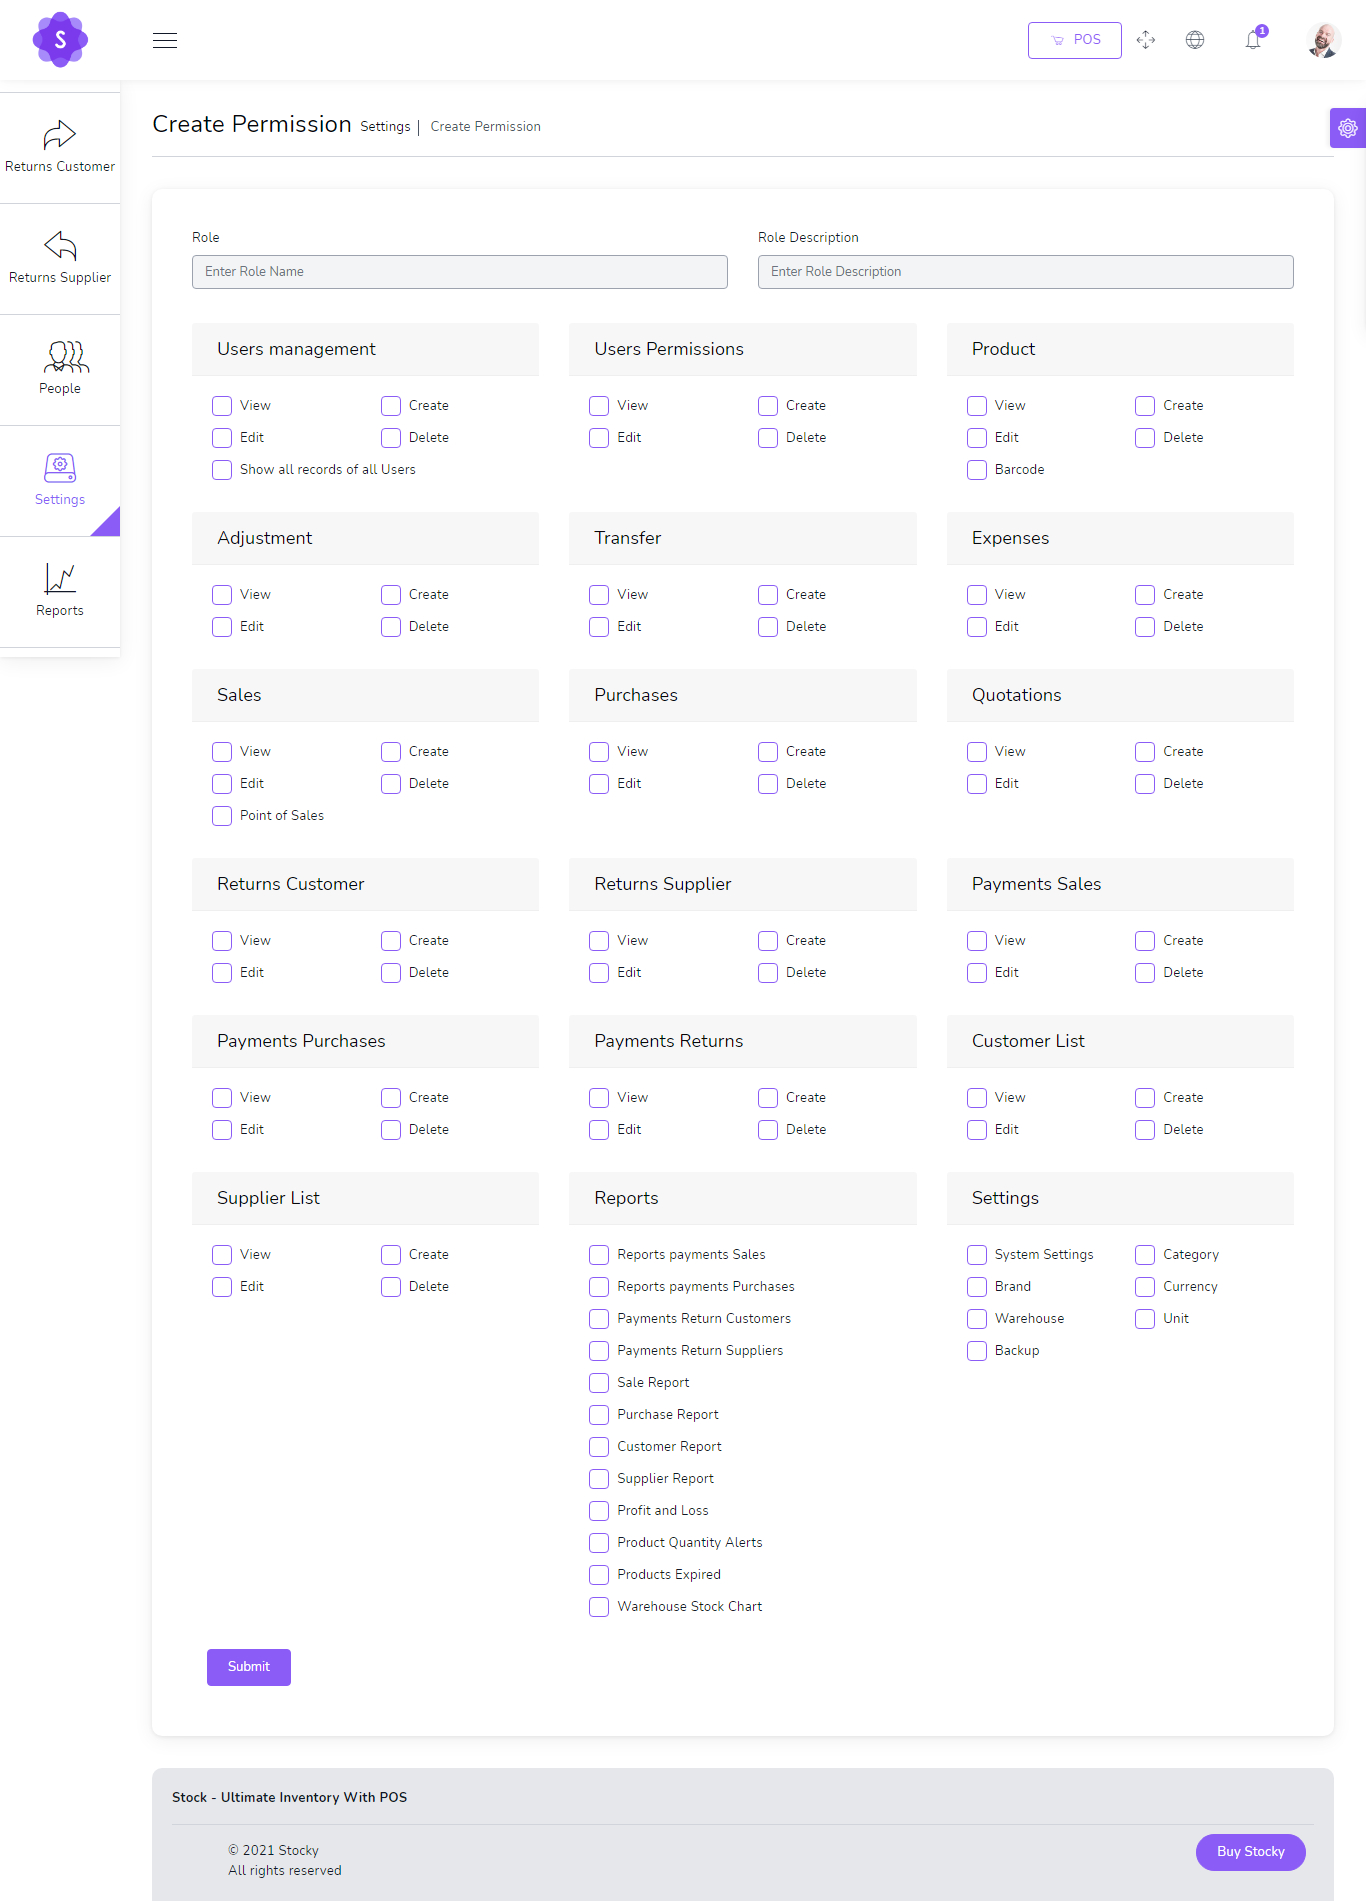 S
POS
1
Returns Customer
Returns Supplier
People
Settings
Reports
Create Permission Settings | Create Permission
Role
Role Description
Enter Role Name
Enter Role Description
Users management
Users Permissions
Product
View Create
View Create
View Create
Edit Delete
Edit Delete
Edit Delete
Show all records of all Users
Barcode
Adjustment
Transfer
Expenses
View Create
View Create
View Create
Edit Delete
Edit Delete
Edit Delete
Sales
Purchases
Quotations
View Create
View Create
View Create
Edit Delete
Edit Delete
Edit Delete
Point of Sales
Returns Customer
Returns Supplier
Payments Sales
View Create
View Create
View Create
Edit Delete
Edit Delete
Edit Delete
Payments Purchases
Payments Returns
Customer List
View Create
View Create
View Create
Edit Delete
Edit Delete
Edit Delete
Supplier List
Reports
Settings
View Create
Edit Delete
Reports payments Sales
Reports payments Purchases
Payments Return Customers
Payments Return Suppliers
Sale Report
Purchase Report
Customer Report
Supplier Report
Profit and Loss
Product Quantity Alerts
Products Expired
Warehouse Stock Chart
System Settings Category
Brand Currency
Warehouse Unit
Backup
Submit
Stock - Ultimate Inventory With POS
© 2021 Stocky
All rights reserved
Buy Stocky